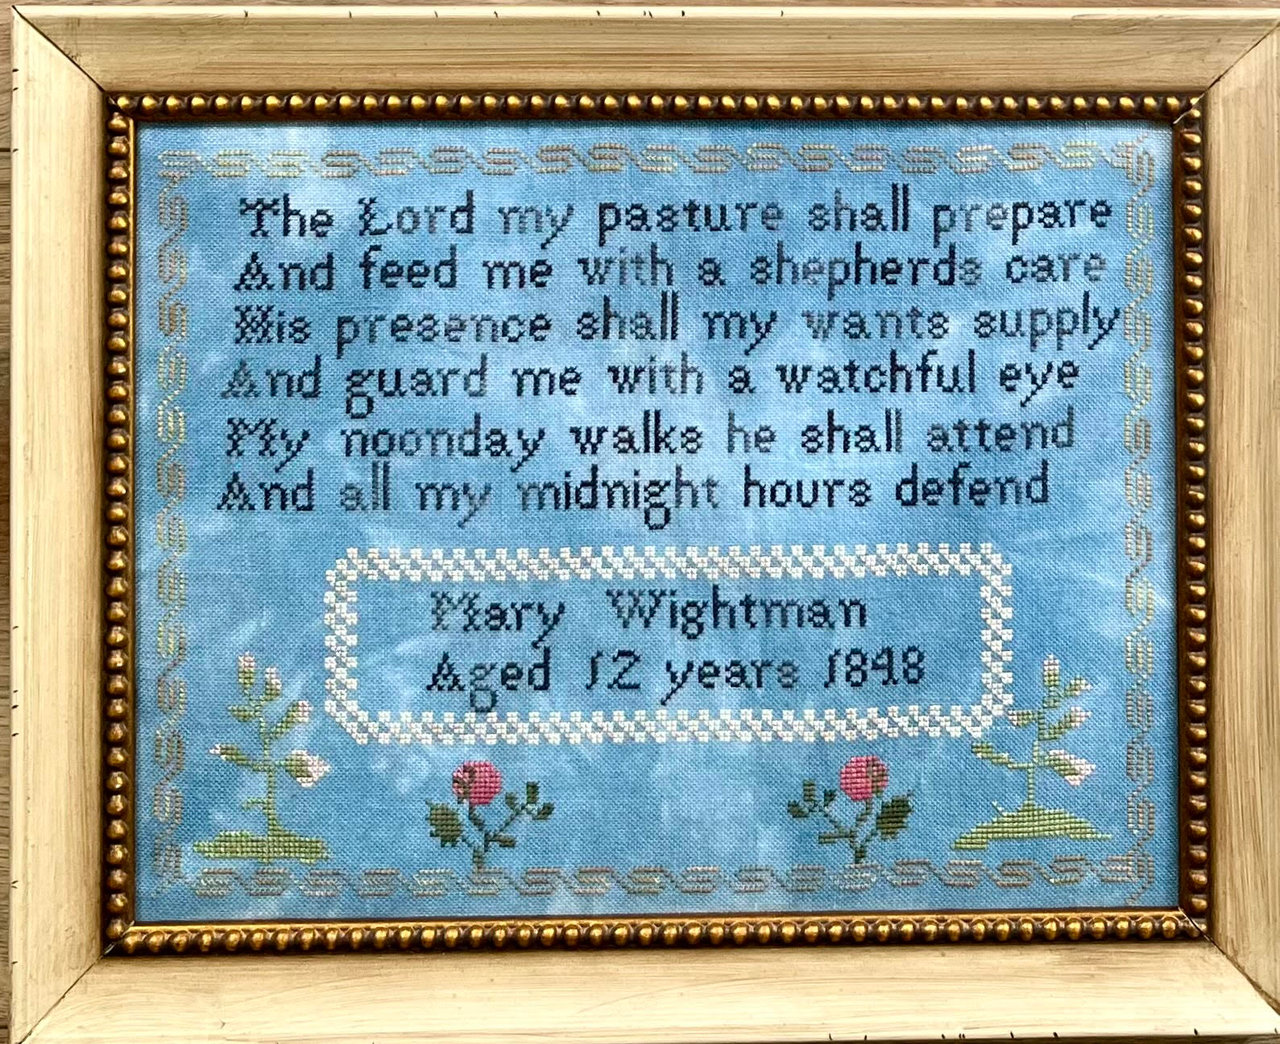 The Lord my pasture shall prepare
And feed me with a shepherds care
His presence shall my wants supply
And guard me with a watchful eye
My noonday walks he shall attend
And all my midnight hours defend
Mary Wightman
Aged 12 years 1848